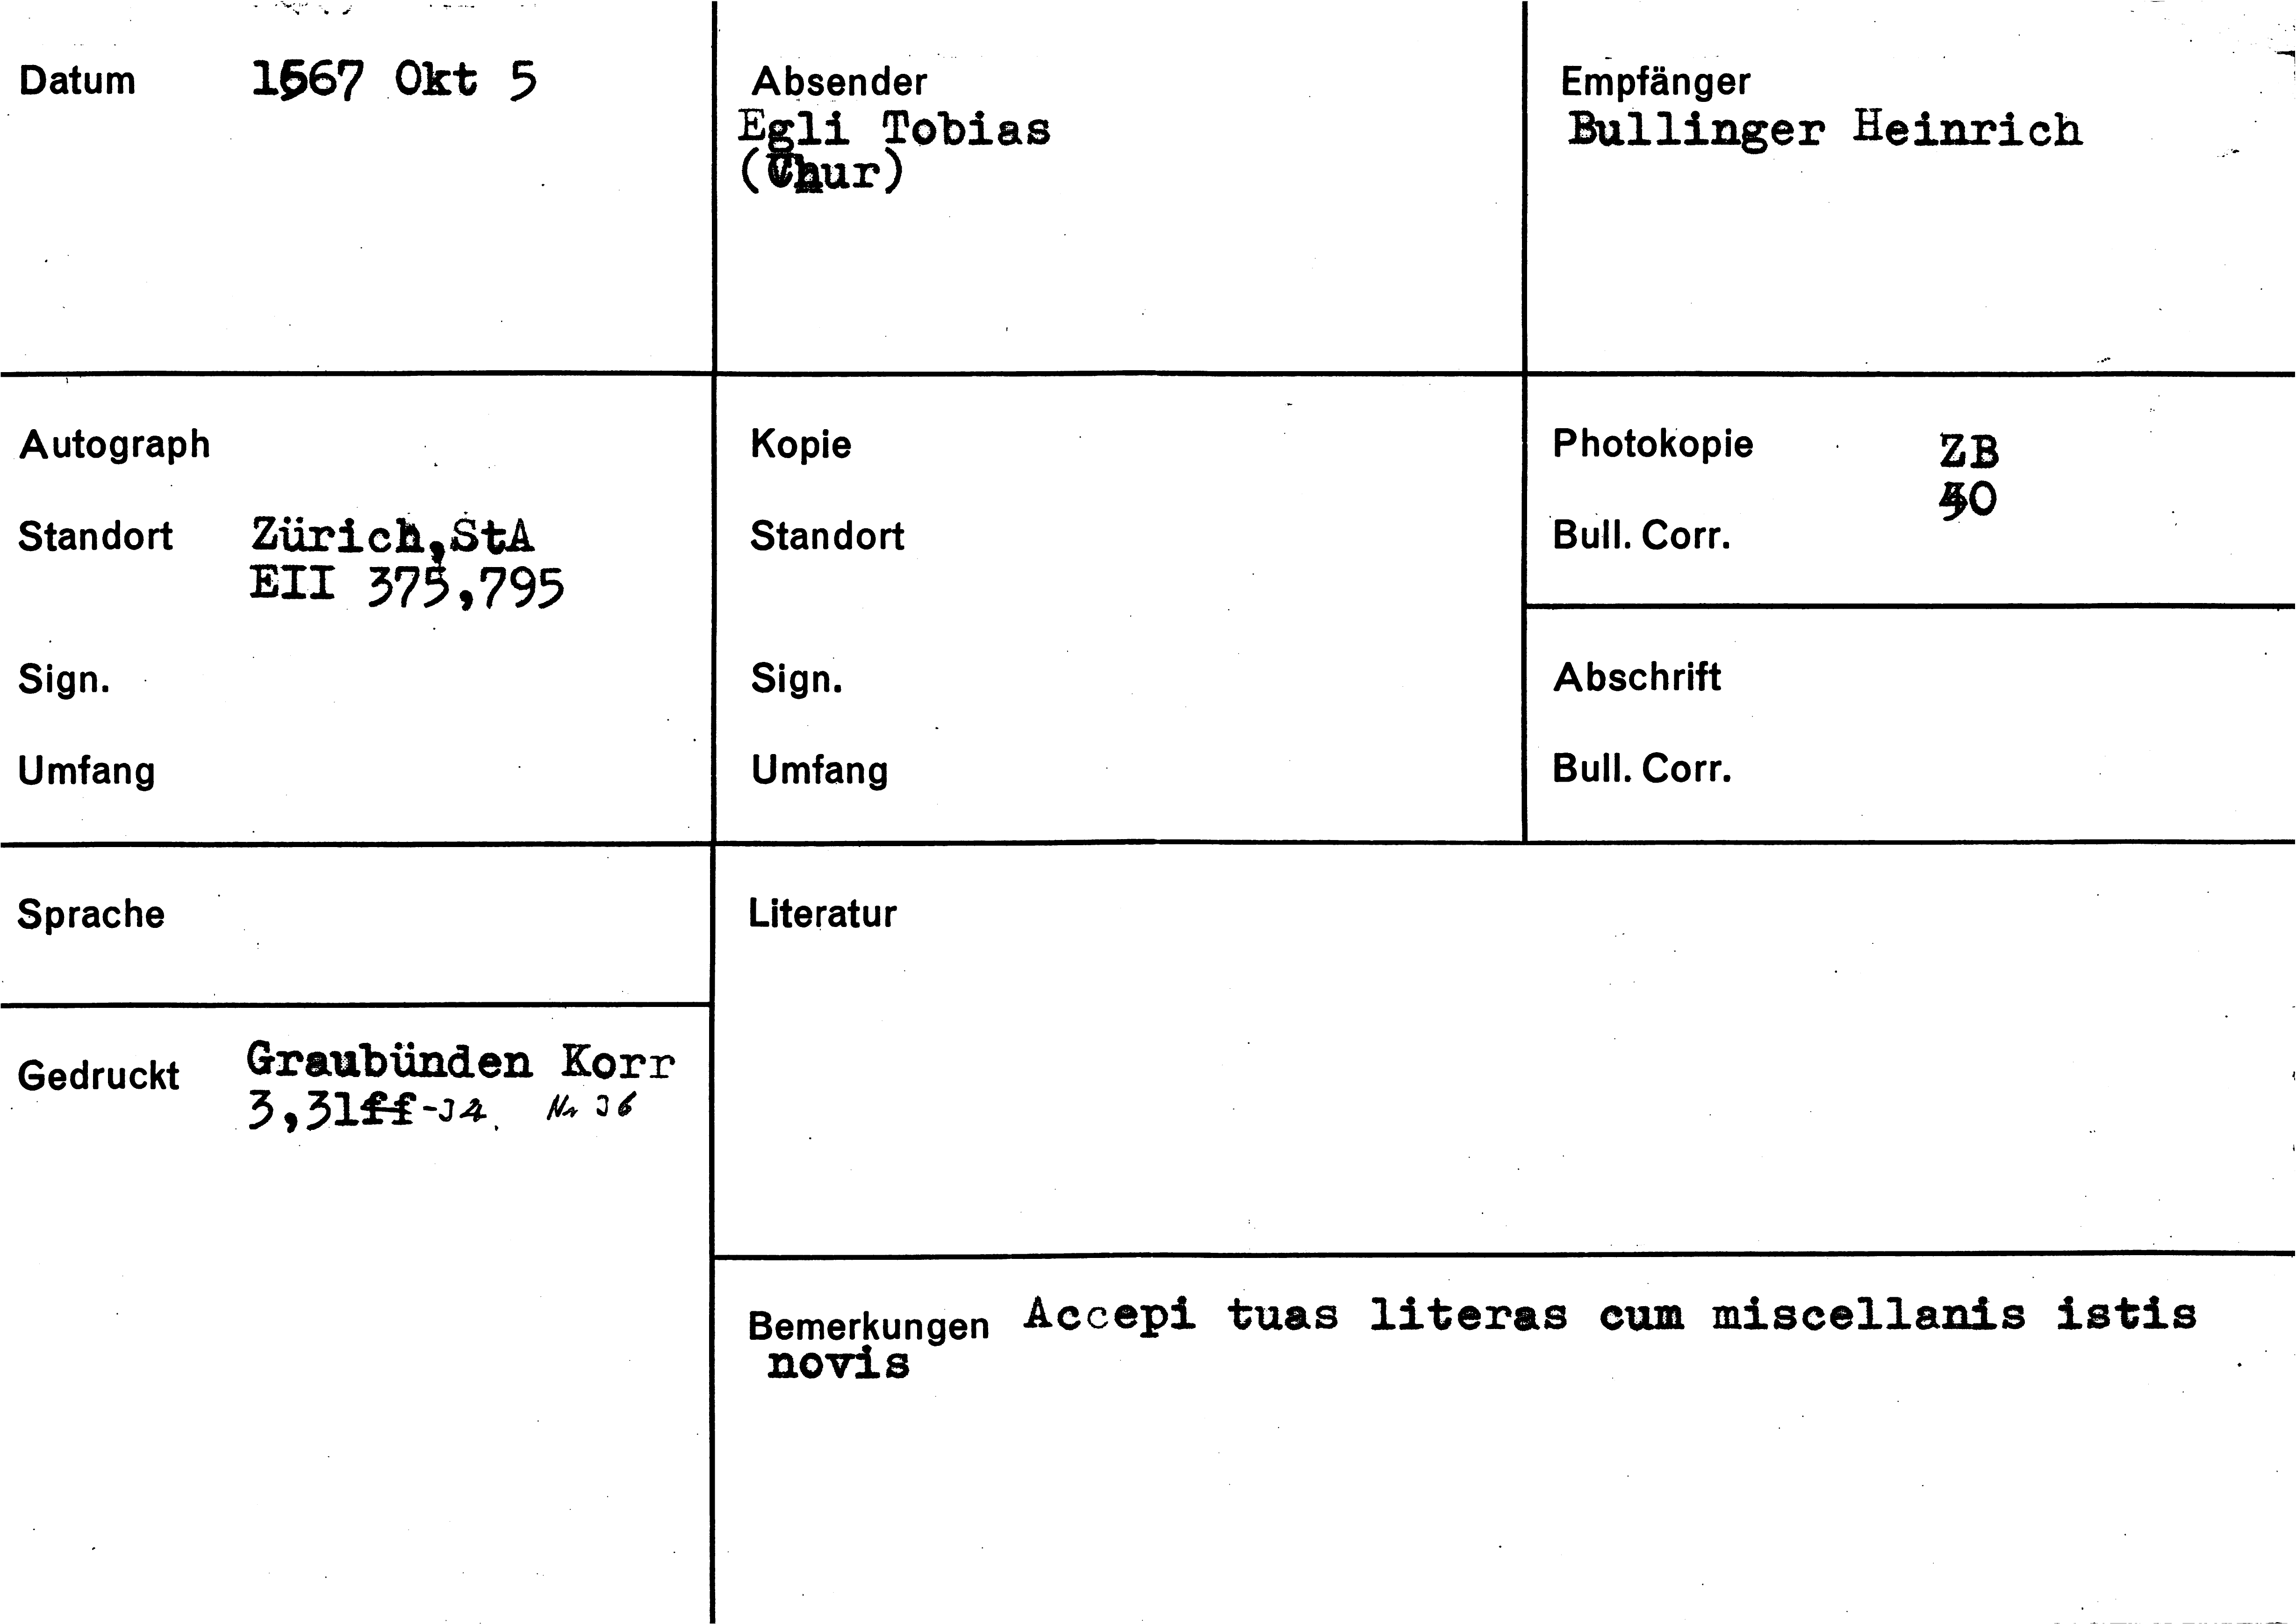 Datum 1567 Okt 5
Absender
Egli Tobias
(Chur)
Empfänger
Bullinger Heinrich
Autograph
Standort Zürich,StA
EII 375,795
Sign.
Umfang
Kopie
Standort
Sign.
Umfang
Photokopie ZB
Bull. Corr.
Abschrift
Bull. Corr.
Sprache
Literatur
Gedruckt Graubünden Korr
3,31ff-34. Nr 36
Bemerkungen Accepi tuas literas cum miscellanis istis
novis